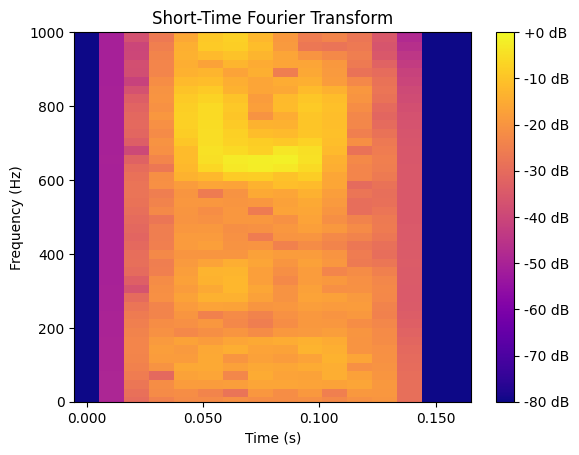 Short-Time Fourier Transform
1000
800
600
400
200
0
Frequency (Hz)
0.000
0.050
0.100
0.150
Time (s)
+0 dB
-10 dB
-20 dB
-30 dB
-40 dB
-50 dB
-60 dB
-70 dB
-80 dB